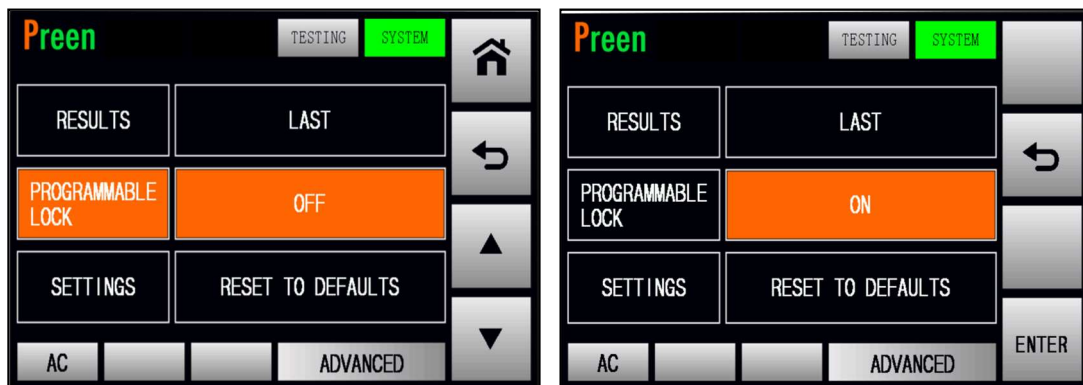 Preen TESTING SYSTEM
RESULTS LAST
PROGRAMMABLE
LOCK OFF
SETTINGS RESET TO DEFAULTS
AC ADVANCED
Preen TESTING SYSTEM
RESULTS LAST
PROGRAMMABLE
LOCK ON
SETTINGS RESET TO DEFAULTS
ENTER
AC ADVANCED